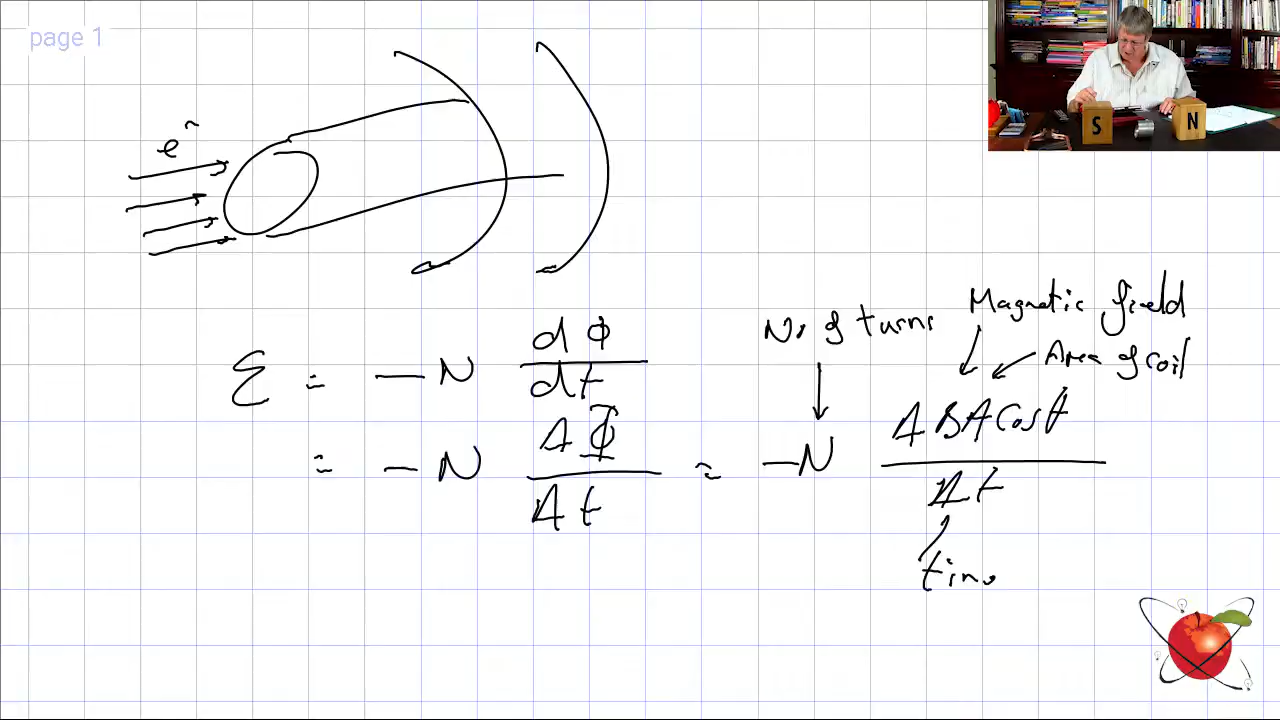 page 1
e⁻
No of turns
Magnetic field
Area of coil
ℰ = −N dΦ/dt
= −N ΔΦ/Δt = −N ΔBACosθ/Δt
time
S N